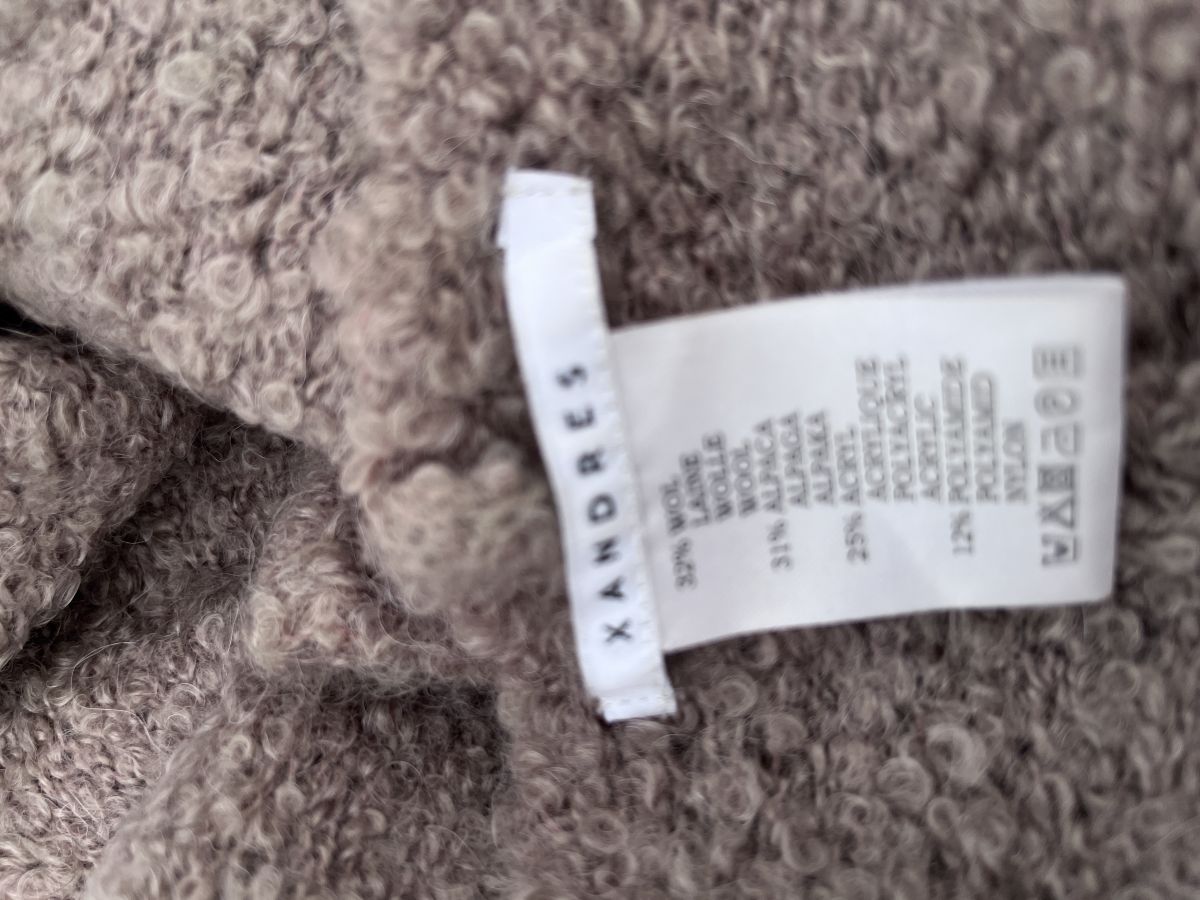 XANDRES
32% WOL
LAINE
WOLLE
WOOL
31% ALPACA
ALPAGA
ALPAKA
25% ACRYL
ACRYLIQUE
POLYACRYL
ACRYLIC
12% POLYAMIDE
POLYAMID
NYLON